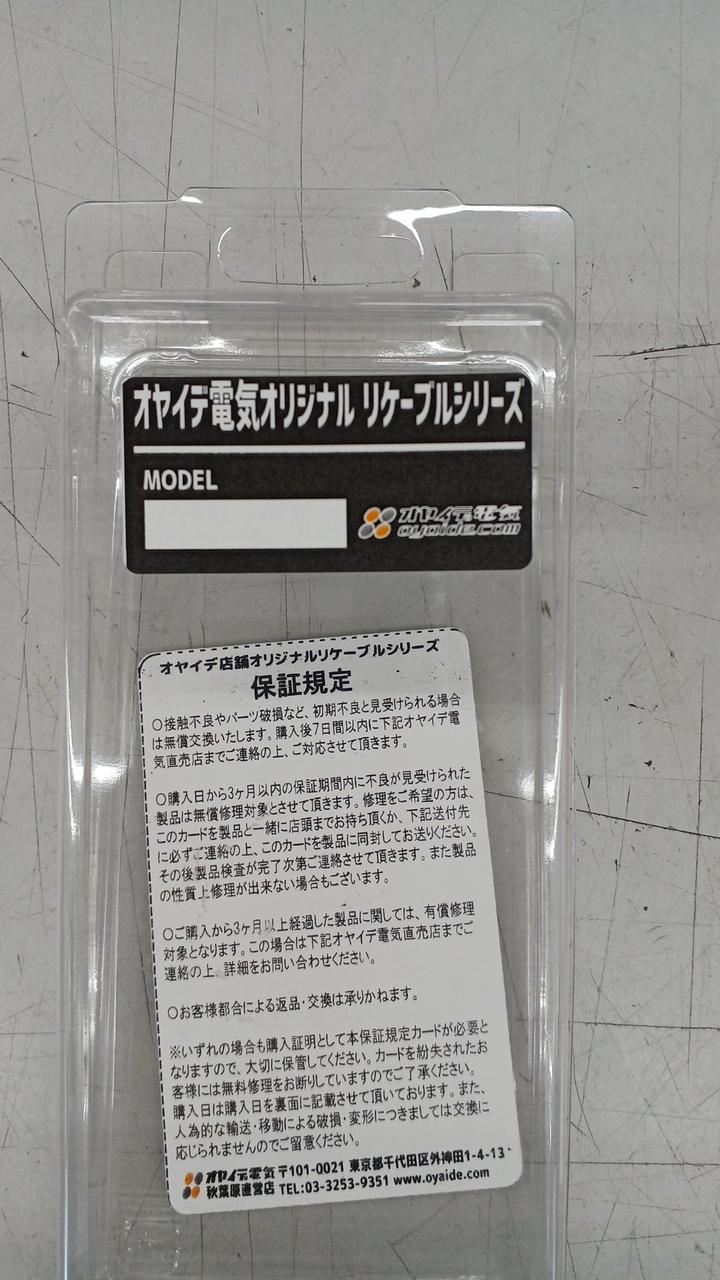 オヤイデ電気オリジナル リケーブルシリーズ
MODEL
オヤイデ電気
oyaide.com
オヤイデ店舗オリジナルリケーブルシリーズ
保証規定
○接触不良やパーツ破損など、初期不良と見受けられる場合
は無償交換いたします。購入後7日間以内に下記オヤイデ電
気直売店までご連絡の上、ご対応させて頂きます。
○購入日から3ヶ月以内の保証期間内に不良が見受けられた
製品は無償修理対象とさせて頂きます。修理をご希望の方は、
このカードを製品と一緒に店頭までお持ち頂くか、下記送付先
に必ずご連絡の上、このカードを製品に同封してお送りください。
その後製品検査が完了次第ご連絡させて頂きます。また製品
の性質上修理が出来ない場合もございます。
○ご購入から3ヶ月以上経過した製品に関しては、有償修理
対象となります。この場合は下記オヤイデ電気直売店までご
連絡の上、詳細をお問い合わせください。
○お客様都合による返品・交換は承りかねます。
※いずれの場合も購入証明として本保証規定カードが必要と
なりますので、大切に保管してください。カードを紛失されたお
客様には無料修理をお断りしていますのでご了承ください。
購入日は購入日を裏面に記載させて頂いております。また、
人為的な輸送・移動による破損・変形につきましては交換に
応じられませんのでご留意ください。
オヤイデ電気 〒101-0021 東京都千代田区外神田1-4-13
秋葉原直営店 TEL:03-3253-9351 www.oyaide.com